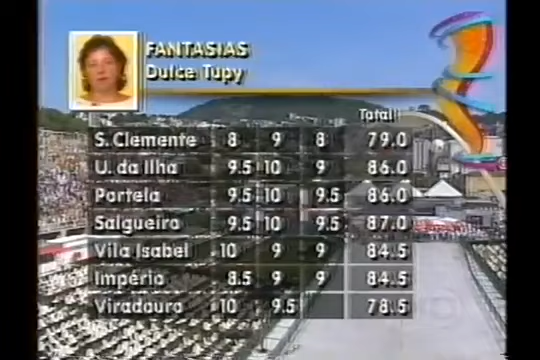 FANTASIAS
Dulce Tupy
Total
S. Clemente 8 9 8 79.0
U. da Ilha 9.5 10 9 86.0
Portela 9.5 10 9.5 86.0
Salgueiro 9.5 10 9.5 87.0
Vila Isabel 10 9 9 84.5
Império 8.5 9 9 84.5
Viradouro 10 9.5 78.5